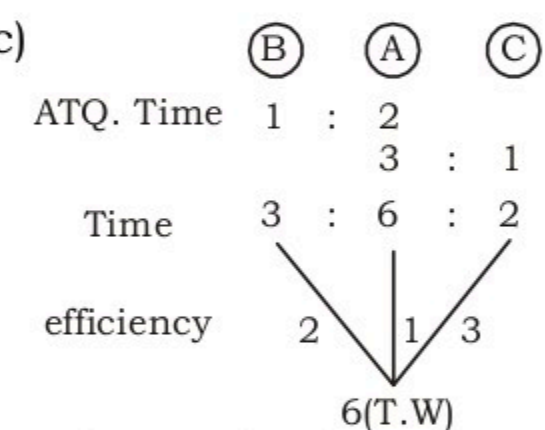 c) B A C
ATQ. Time 1 : 2
3 : 1
Time 3 : 6 : 2
efficiency 2 1 3
6(T.W)